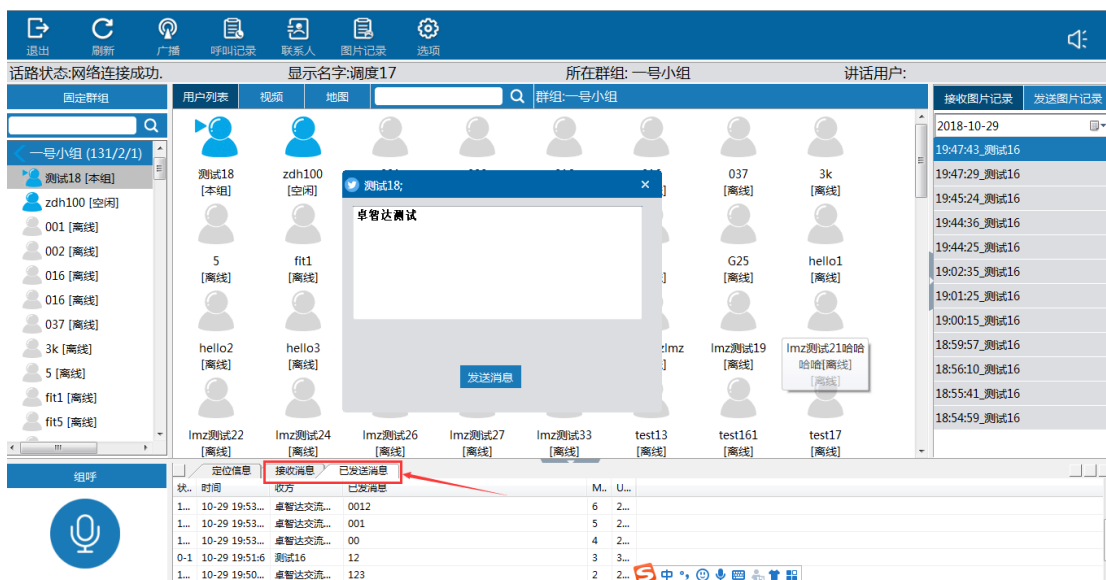 退出 刷新 广播 呼叫记录 联系人 图片记录 选项
话路状态:网络连接成功. 显示名字:调度17 所在群组: 一号小组 讲话用户:
固定群组 用户列表 视频 地图 群组:一号小组 接收图片记录 发送图片记录
一号小组 (131/2/1)
测试18 [本组]
zdh100 [空闲]
001 [离线]
002 [离线]
016 [离线]
016 [离线]
037 [离线]
3k [离线]
5 [离线]
fit1 [离线]
fit5 [离线]
测试18 zdh100 037 3k
[本组] [空闲] [离线] [离线]
5 fit1 G25 hello1
[离线] [离线] [离线] [离线]
hello2 hello3 lmz测试19 lmz测试21哈哈
[离线] [离线] [离线] 哈哈[离线]
[离线]
lmz测试22 lmz测试24 lmz测试26 lmz测试27 lmz测试33 test13 test161 test17
[离线] [离线] [离线] [离线] [离线] [离线] [离线] [离线]
测试18;
卓智达测试
发送消息
2018-10-29
19:47:43_测试16
19:47:29_测试16
19:45:24_测试16
19:44:36_测试16
19:44:25_测试16
19:02:35_测试16
19:01:25_测试16
19:00:15_测试16
18:59:57_测试16
18:56:10_测试16
18:55:41_测试16
18:54:59_测试16
组呼
定位信息 接收消息 已发送消息
状.. 时间 收方 已发消息 M.. U...
1... 10-29 19:53... 卓智达交流... 0012 6 2...
1... 10-29 19:53... 卓智达交流... 001 5 2...
1... 10-29 19:53... 卓智达交流... 00 4 2...
0-1 10-29 19:51:6 测试16 12 3 3...
1... 10-29 19:50... 卓智达交流... 123 2 2...
中